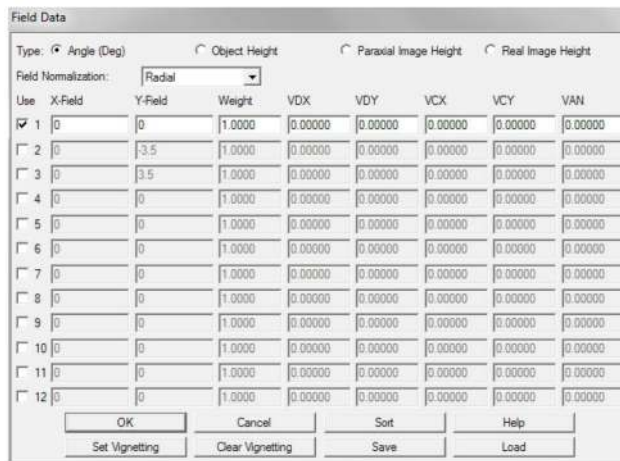 Field Data
Type: Angle (Deg) Object Height Paraxial Image Height Real Image Height
Field Normalization: Radial
Use X-Field Y-Field Weight VDX VDY VCX VCY VAN
1 0 0 1.0000 0.00000 0.00000 0.00000 0.00000 0.00000
2 0 -3.5 1.0000 0.00000 0.00000 0.00000 0.00000 0.00000
3 0 3.5 1.0000 0.00000 0.00000 0.00000 0.00000 0.00000
4 0 0 1.0000 0.00000 0.00000 0.00000 0.00000 0.00000
5 0 0 1.0000 0.00000 0.00000 0.00000 0.00000 0.00000
6 0 0 1.0000 0.00000 0.00000 0.00000 0.00000 0.00000
7 0 0 1.0000 0.00000 0.00000 0.00000 0.00000 0.00000
8 0 0 1.0000 0.00000 0.00000 0.00000 0.00000 0.00000
9 0 0 1.0000 0.00000 0.00000 0.00000 0.00000 0.00000
10 0 0 1.0000 0.00000 0.00000 0.00000 0.00000 0.00000
11 0 0 1.0000 0.00000 0.00000 0.00000 0.00000 0.00000
12 0 0 1.0000 0.00000 0.00000 0.00000 0.00000 0.00000
OK Cancel Sort Help
Set Vignetting Clear Vignetting Save Load